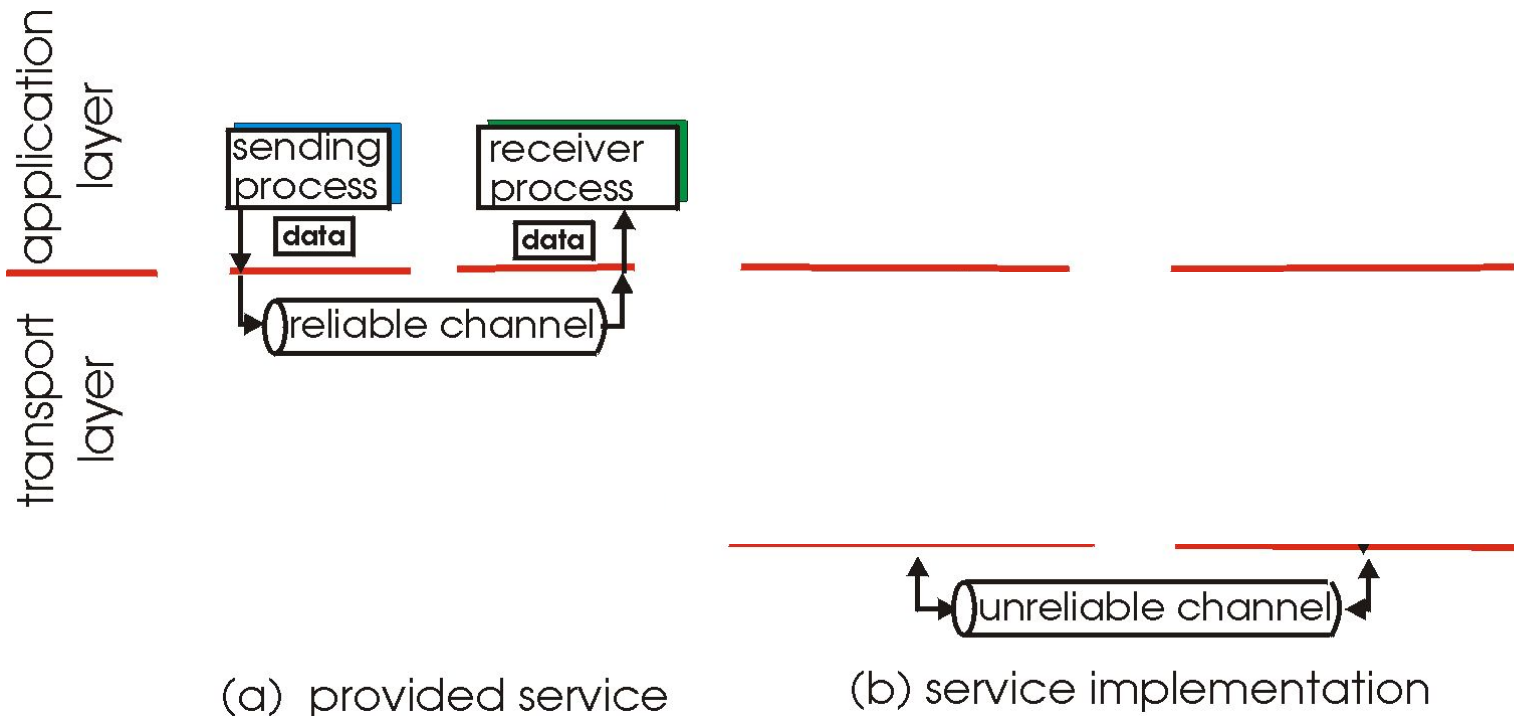 application
layer
sending
process
receiver
process
data
data
transport
layer
reliable channel
unreliable channel
(a) provided service
(b) service implementation